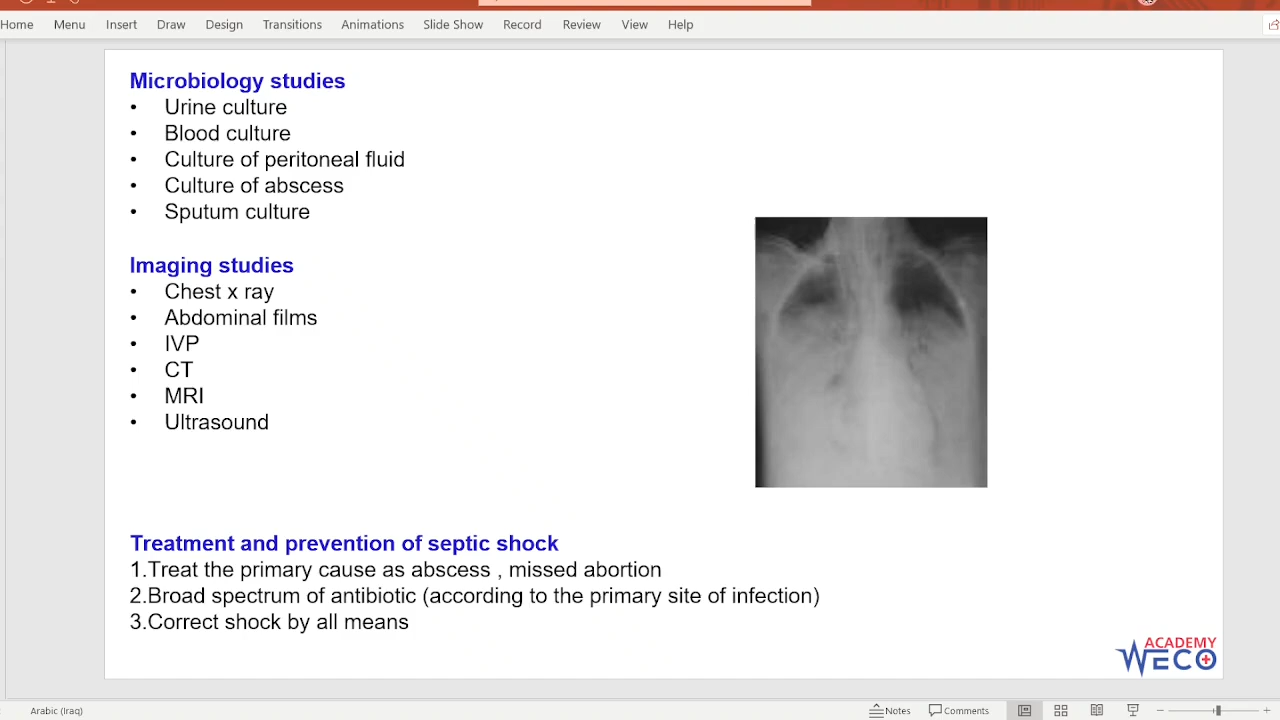 Home Menu Insert Draw Design Transitions Animations Slide Show Record Review View Help
Microbiology studies
• Urine culture
• Blood culture
• Culture of peritoneal fluid
• Culture of abscess
• Sputum culture
Imaging studies
• Chest x ray
• Abdominal films
• IVP
• CT
• MRI
• Ultrasound
Treatment and prevention of septic shock
1.Treat the primary cause as abscess , missed abortion
2.Broad spectrum of antibiotic (according to the primary site of infection)
3.Correct shock by all means
ACADEMY
WECO
Arabic (Iraq) Notes Comments